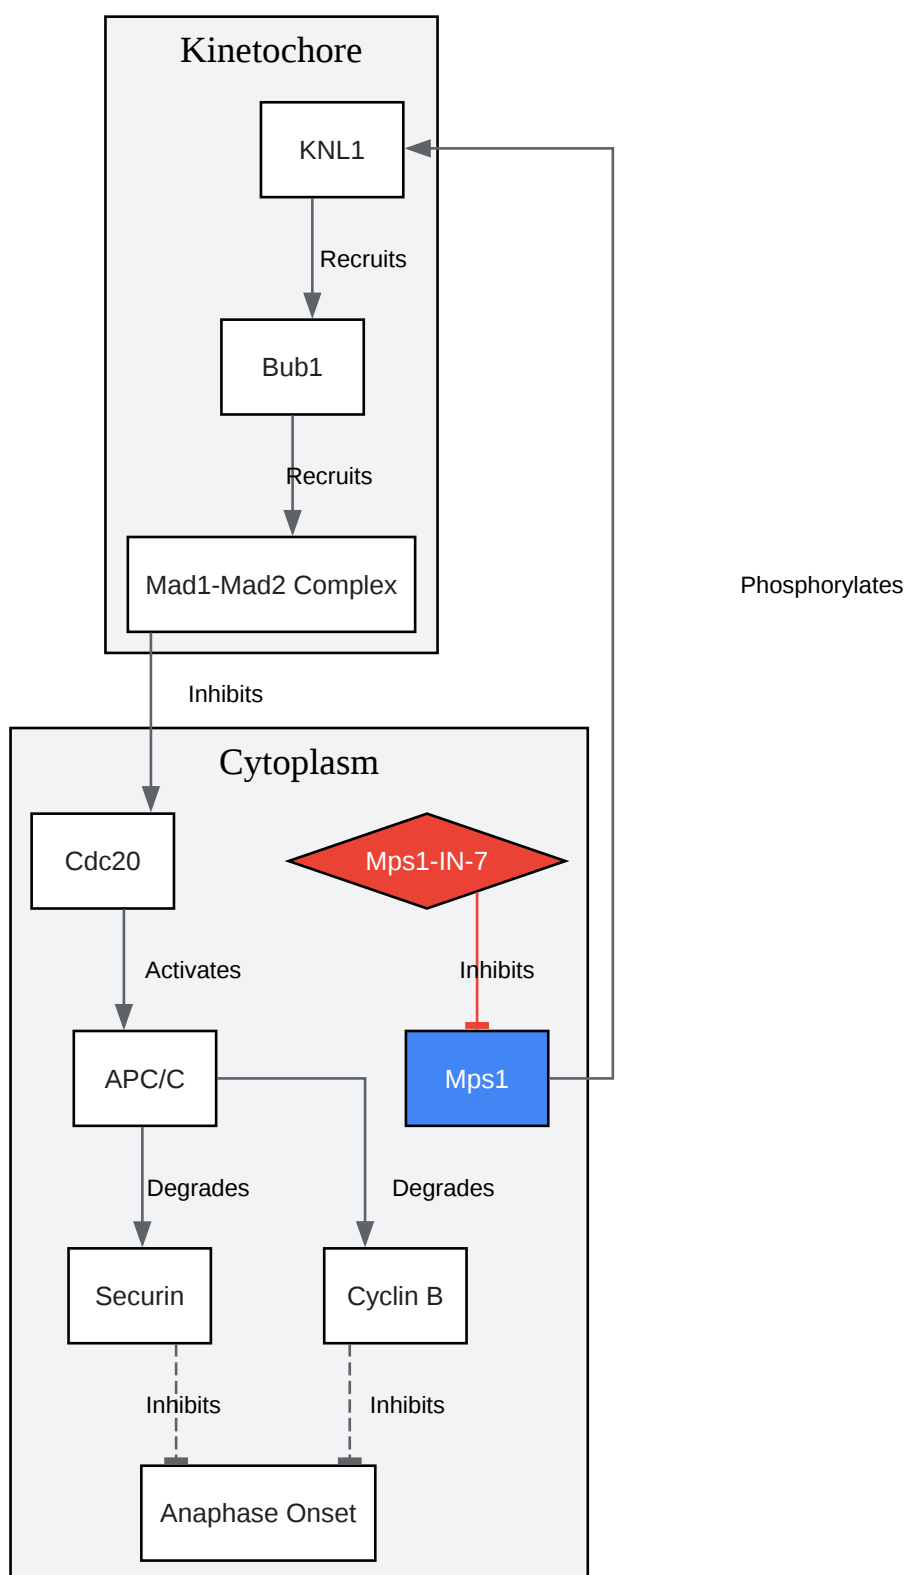 Kinetochore
KNL1
Recruits
Bub1
Recruits
Mad1-Mad2 Complex
Phosphorylates
Inhibits
Cytoplasm
Cdc20
Mps1-IN-7
Activates
Inhibits
APC/C
Mps1
Degrades
Degrades
Securin
Cyclin B
Inhibits
Inhibits
Anaphase Onset